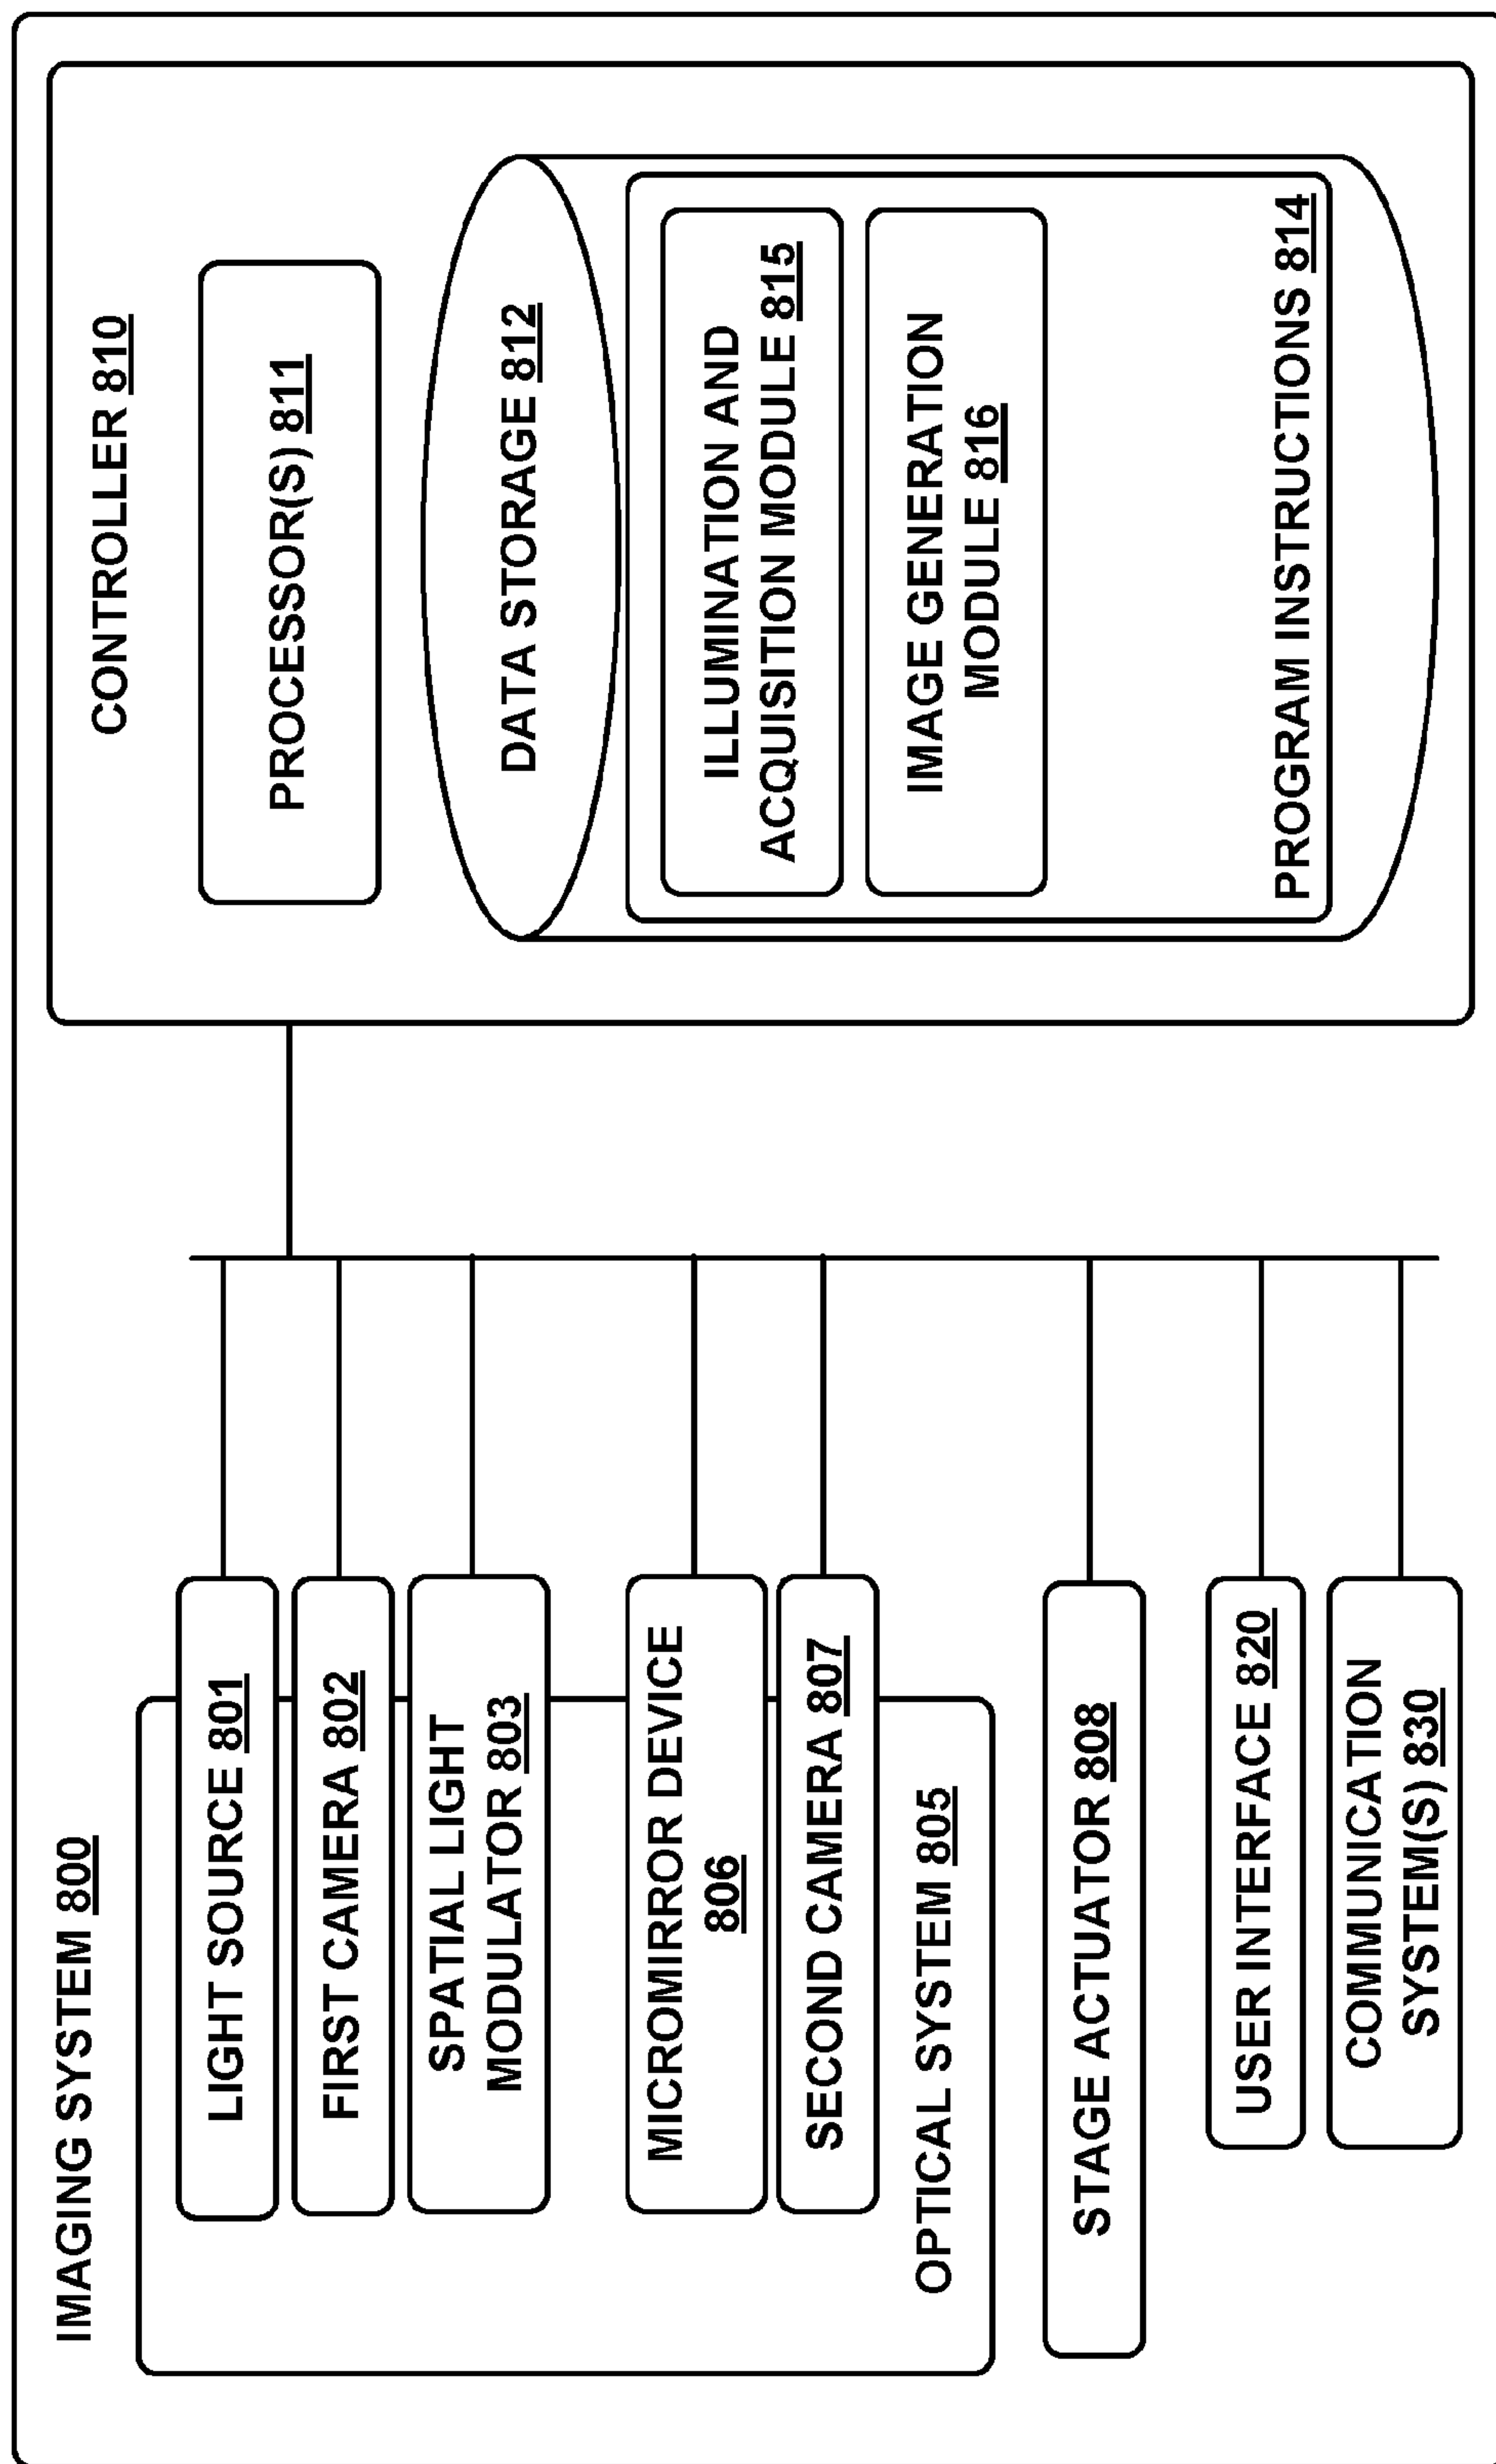 IMAGING SYSTEM 800
LIGHT SOURCE 801
FIRST CAMERA 802
SPATIAL LIGHT
MODULATOR 803
MICROMIRROR DEVICE
806
SECOND CAMERA 807
OPTICAL SYSTEM 805
STAGE ACTUATOR 808
USER INTERFACE 820
COMMUNICATION
SYSTEM(S) 830
CONTROLLER 810
PROCESSOR(S) 811
DATA STORAGE 812
ILLUMINATION AND
ACQUISITION MODULE 815
IMAGE GENERATION
MODULE 816
PROGRAM INSTRUCTIONS 814